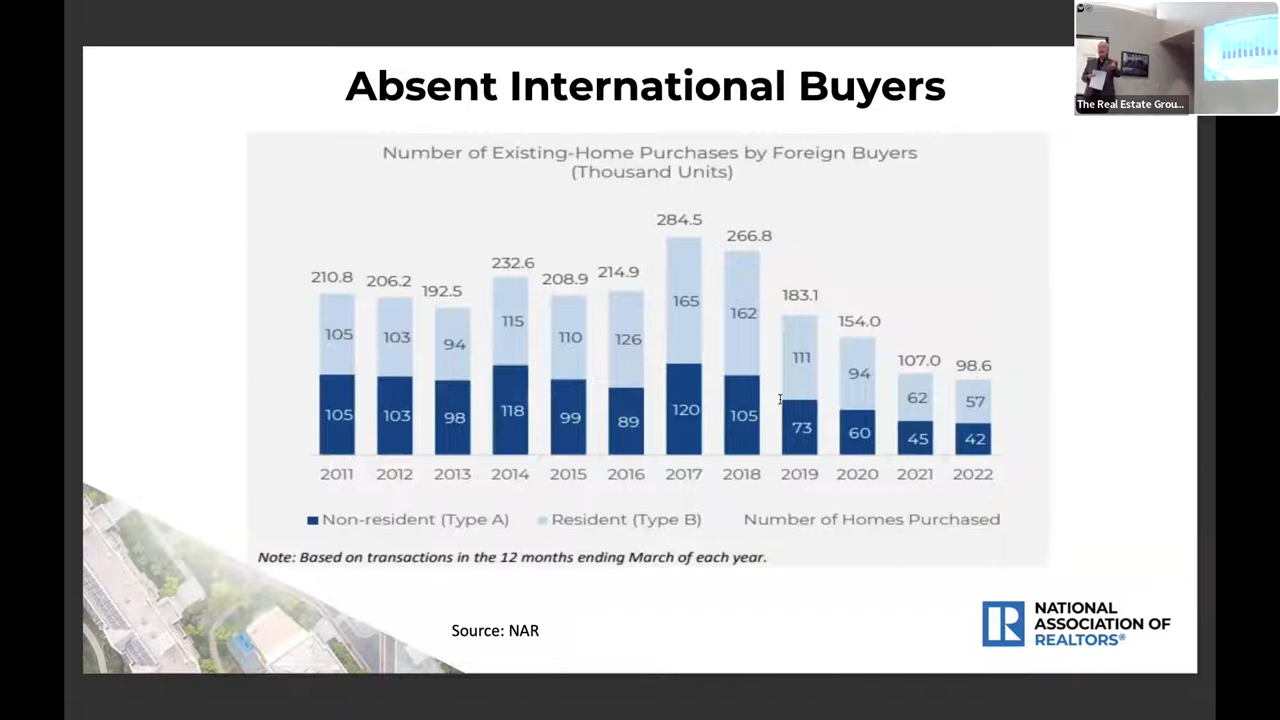 Absent International Buyers
The Real Estate Grou...
Number of Existing-Home Purchases by Foreign Buyers
(Thousand Units)
210.8 206.2 192.5 232.6 208.9 214.9 284.5 266.8 183.1 154.0 107.0 98.6
105 103 94 115 110 126 165 162 111 94 62 57
105 103 98 118 99 89 120 105 73 60 45 42
2011 2012 2013 2014 2015 2016 2017 2018 2019 2020 2021 2022
Non-resident (Type A) Resident (Type B) Number of Homes Purchased
Note: Based on transactions in the 12 months ending March of each year.
Source: NAR
NATIONAL
ASSOCIATION OF
REALTORS®